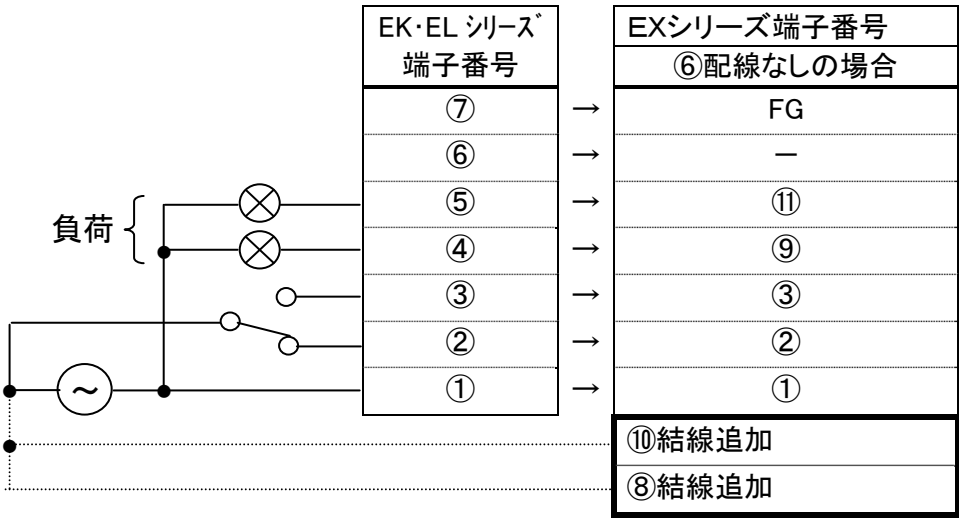 EK・EL シリーズ
端子番号
EXシリーズ端子番号
⑥配線なしの場合
⑦ → FG
⑥ → －
⑤ → ⑪
負荷
④ → ⑨
③ → ③
② → ②
～
① → ①
⑩結線追加
⑧結線追加